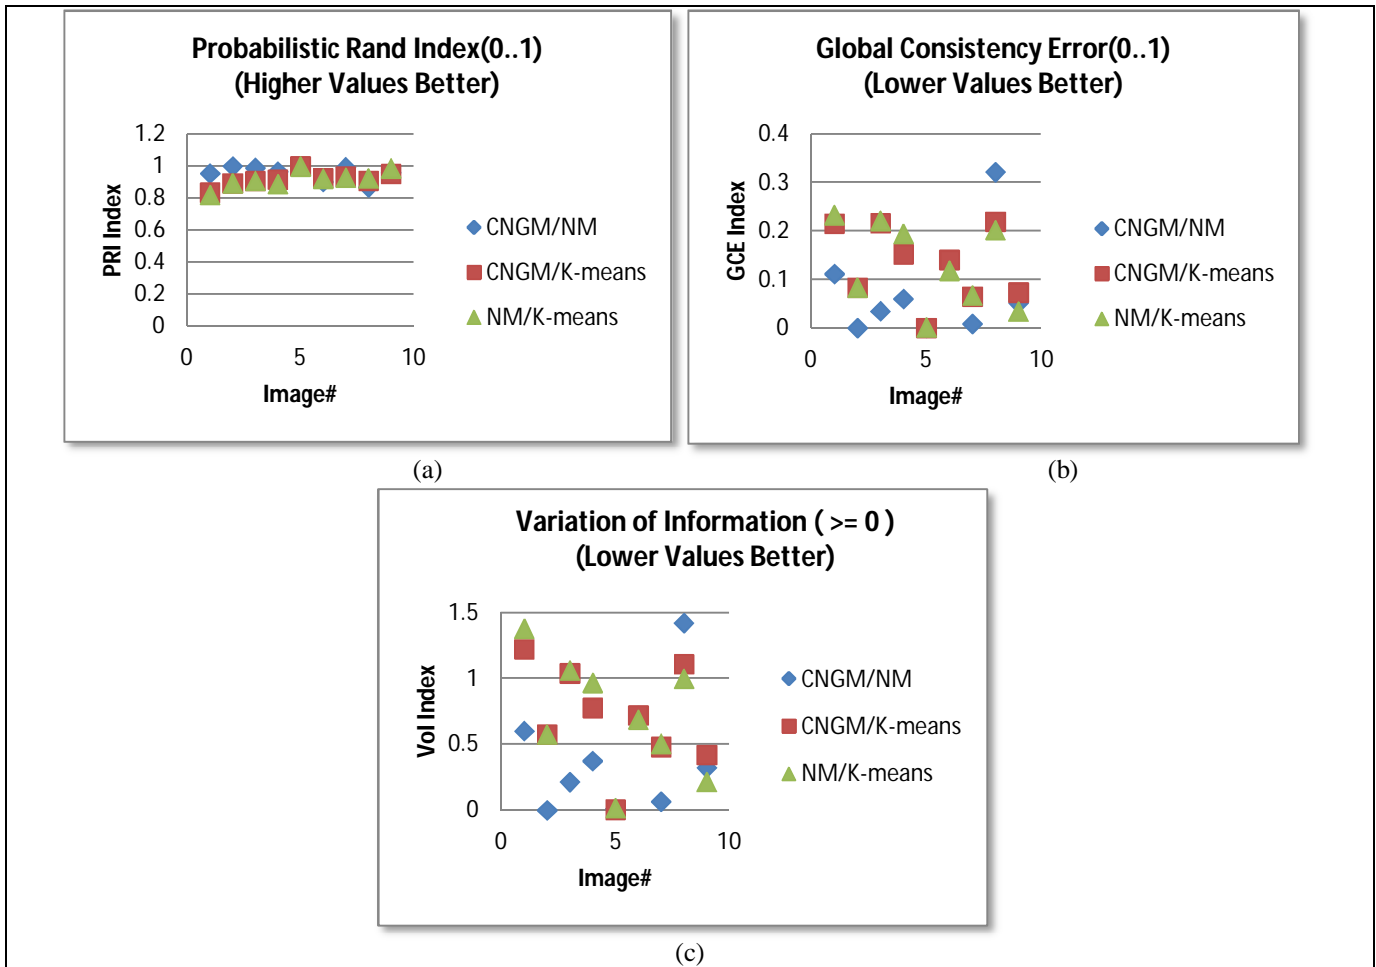 Probabilistic Rand Index(0..1)
(Higher Values Better)
PRI Index
1.2
1
0.8
0.6
0.4
0.2
0
0
5
10
Image#
CNGM/NM
CNGM/K-means
NM/K-means
(a)
Global Consistency Error(0..1)
(Lower Values Better)
GCE Index
0.4
0.3
0.2
0.1
0
0
5
10
Image#
CNGM/NM
CNGM/K-means
NM/K-means
(b)
Variation of Information ( >= 0 )
(Lower Values Better)
VoI Index
1.5
1
0.5
0
0
5
10
Image#
CNGM/NM
CNGM/K-means
NM/K-means
(c)